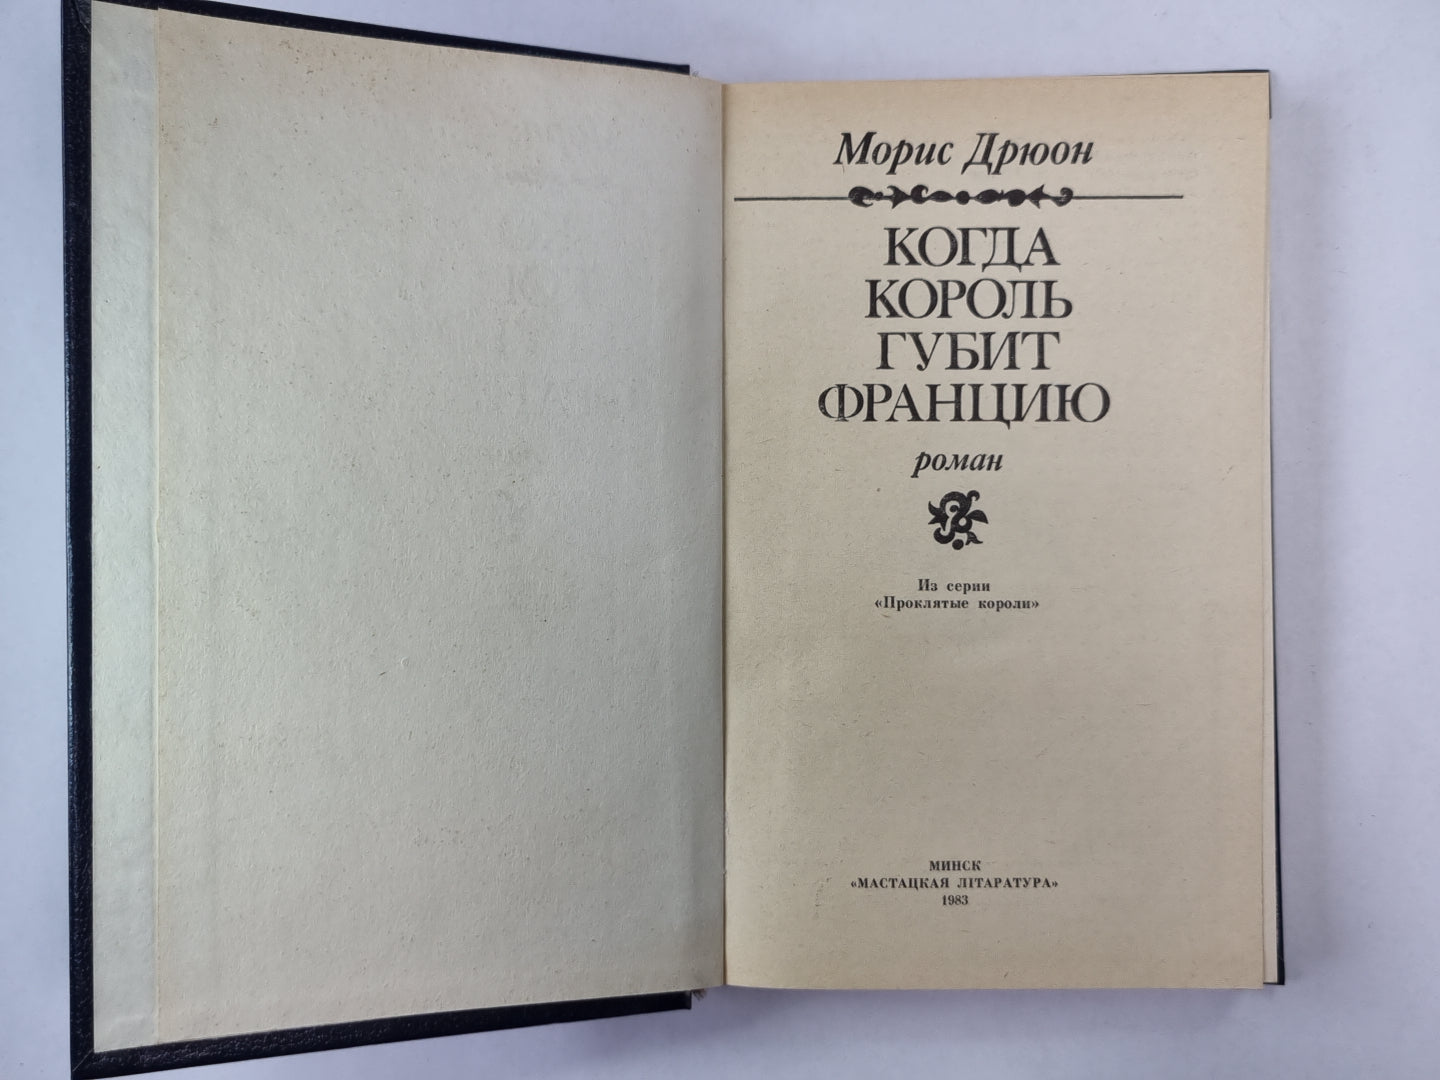 Морис Дрюон
КОГДА
КОРОЛЬ
ГУБИТ
ФРАНЦИЮ
роман
Из серии
«Проклятые короли»
МИНСК
«МАСТАЦКАЯ ЛІТАРАТУРА»
1983